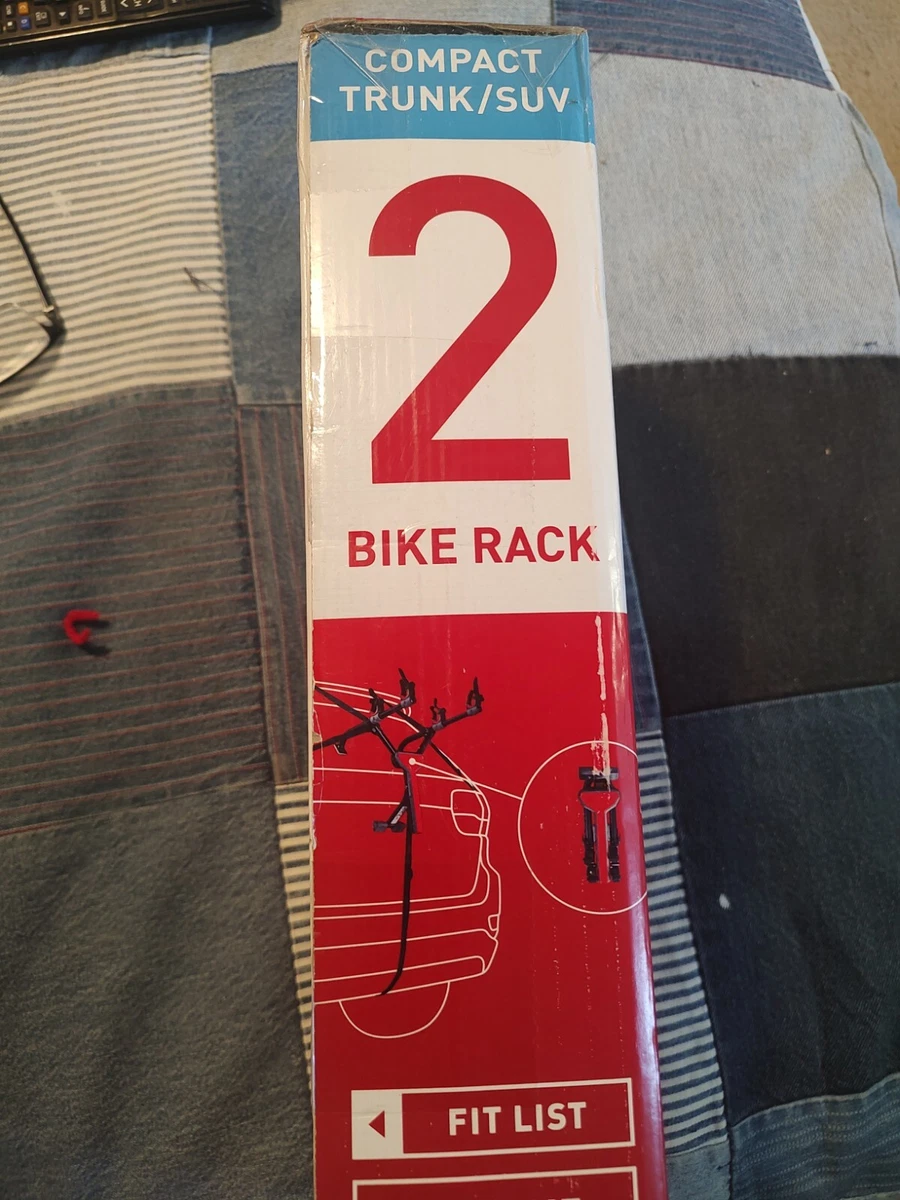 COMPACT
TRUNK/SUV
2
BIKE RACK
FIT LIST